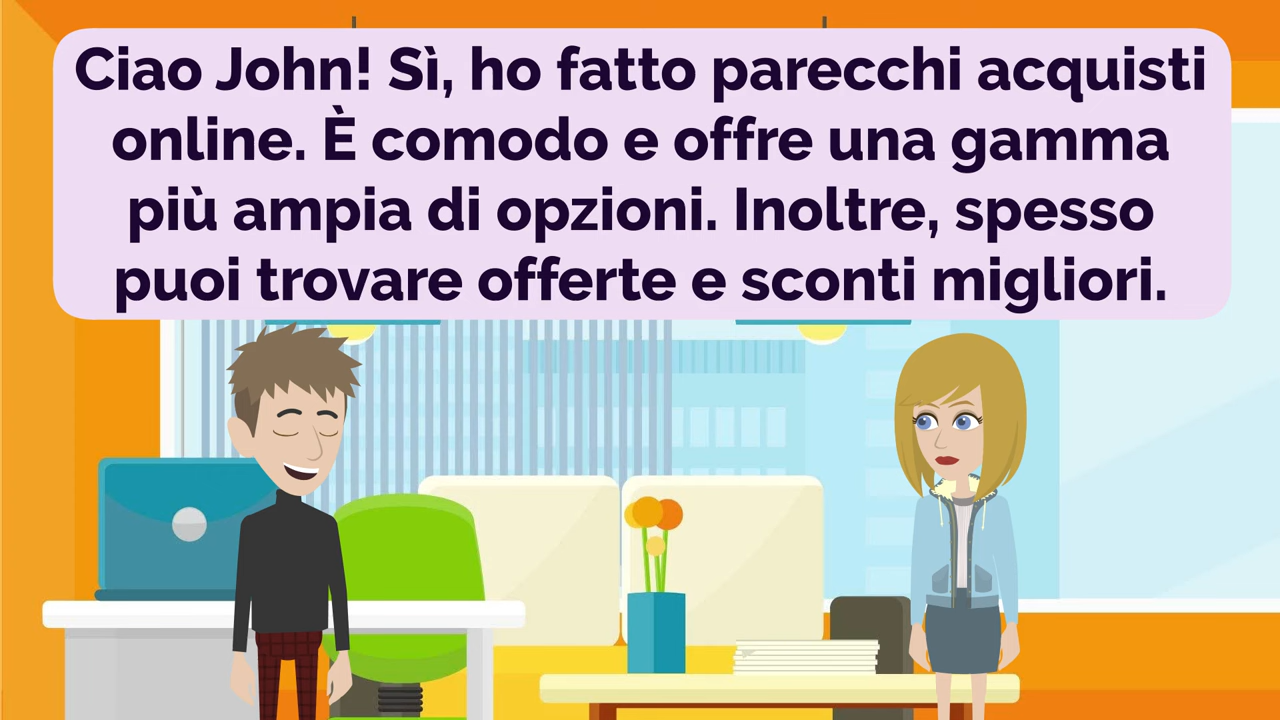 Ciao John! Sì, ho fatto parecchi acquisti
online. È comodo e offre una gamma
più ampia di opzioni. Inoltre, spesso
puoi trovare offerte e sconti migliori.